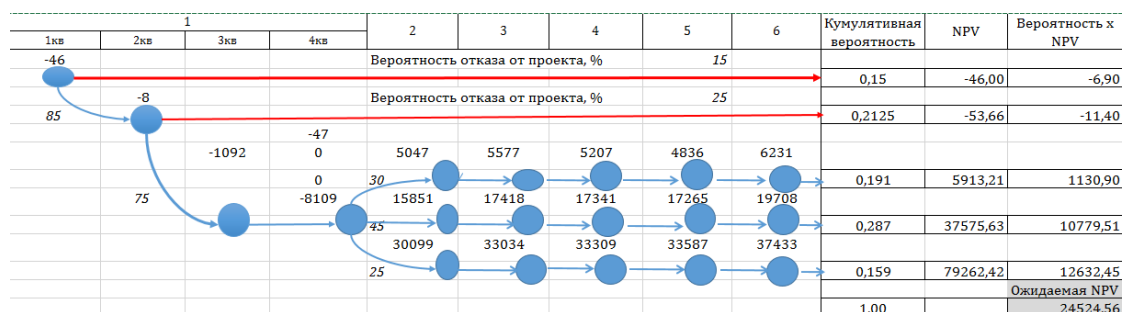 1 2 3 4 5 6 Кумулятивная вероятность NPV Вероятность х NPV
1кв 2кв 3кв 4кв
-46 Вероятность отказа от проекта, % 15
0,15 -46,00 -6,90
-8 Вероятность отказа от проекта, % 25
85 0,2125 -53,66 -11,40
-47
-1092 0 5047 5577 5207 4836 6231
0 30 0,191 5913,21 1130,90
75 -8109 15851 17418 17341 17265 19708
45 0,287 37575,63 10779,51
30099 33034 33309 33587 37433
25 0,159 79262,42 12632,45
Ожидаемая NPV
1,00 24524,56